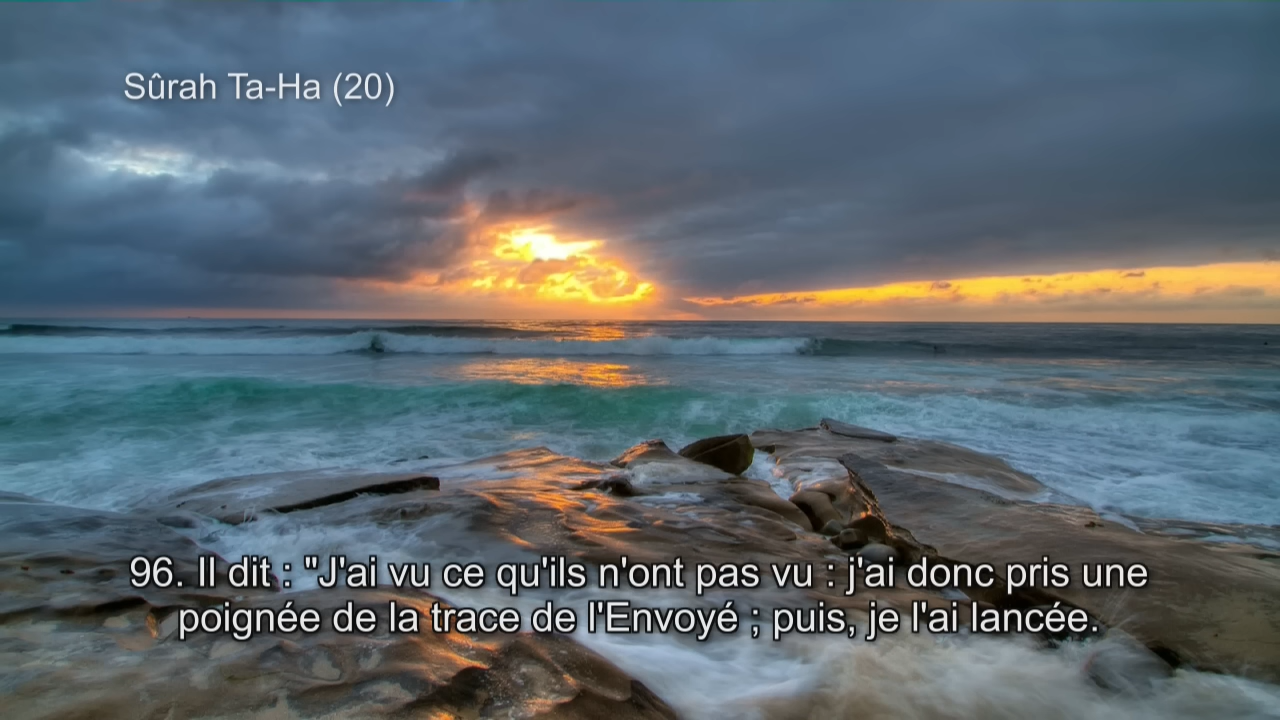 Sûrah Ta-Ha (20)
96. Il dit : "J'ai vu ce qu'ils n'ont pas vu : j'ai donc pris une
poignée de la trace de l'Envoyé ; puis, je l'ai lancée.